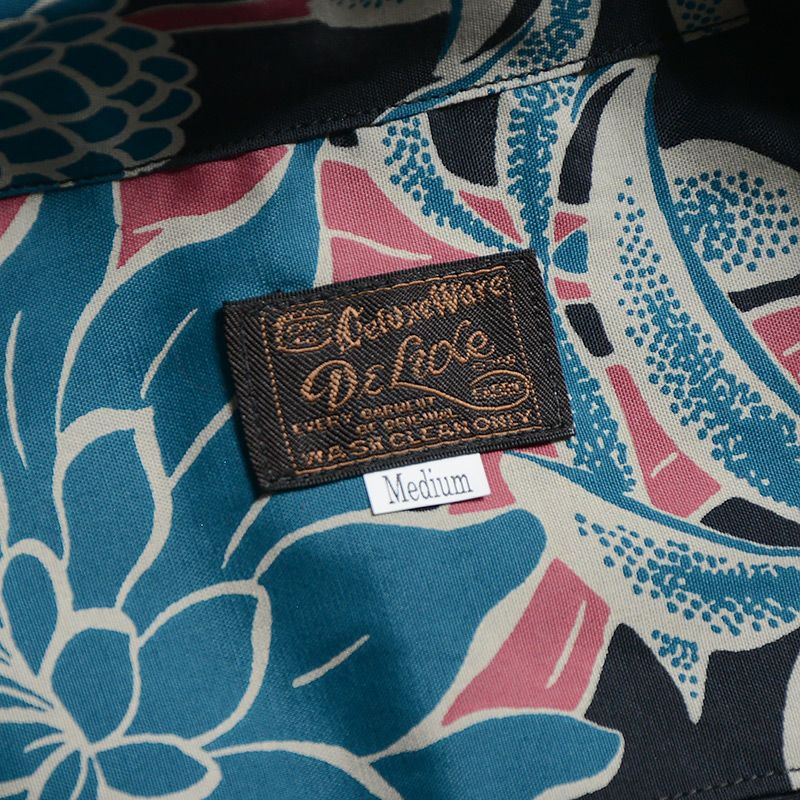 DeluxeWare
DeLuxe
EVERY GARMENT
OF ORIGINAL
WASH CLEAN ONLY
Medium